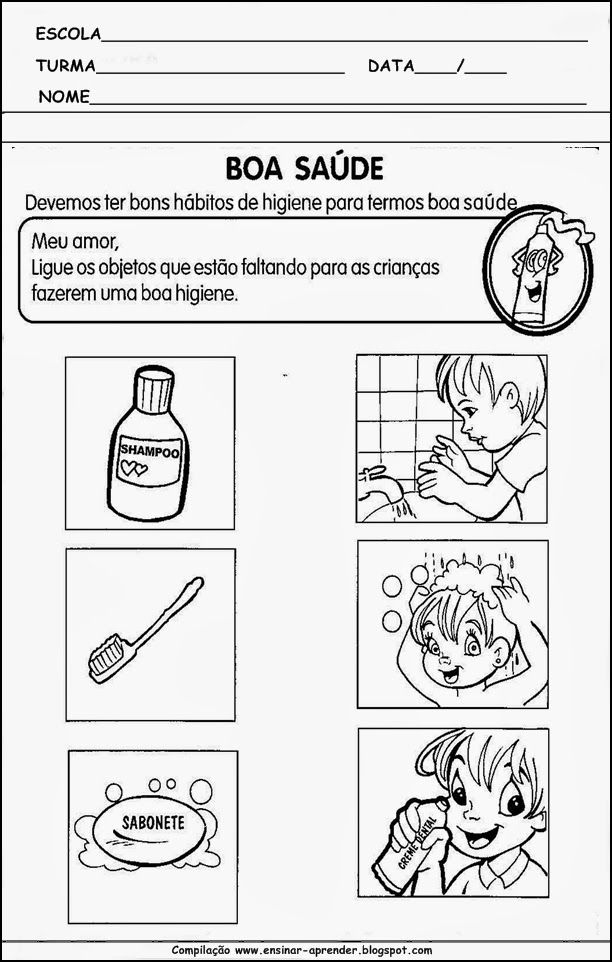 ESCOLA
TURMA DATA /
NOME
BOA SAÚDE
Devemos ter bons hábitos de higiene para termos boa saúde
Meu amor,
Ligue os objetos que estão faltando para as crianças
fazerem uma boa higiene.
SHAMPOO
SABONETE
CREME DENTAL
Compilação www.ensinar-aprender.blogspot.com